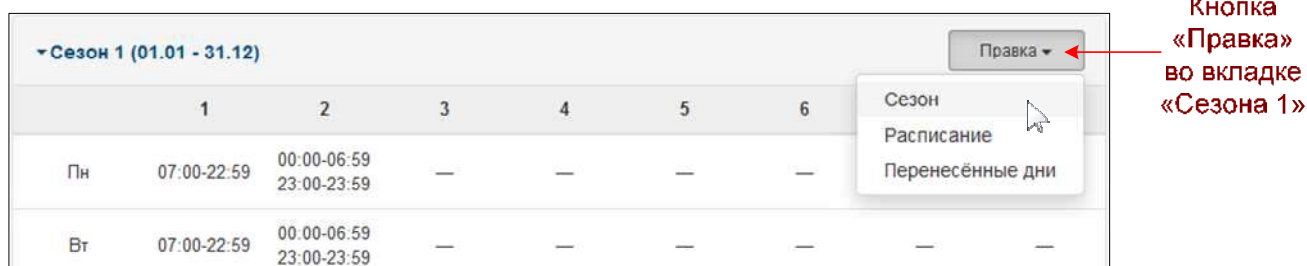 Кнопка
«Правка»
во вкладке
«Сезона 1»
Сезон 1 (01.01 - 31.12)
Правка
1 2 3 4 5 6
Сезон
Расписание
Перенесённые дни
Пн 07:00-22:59 00:00-06:59 — — — —
23:00-23:59
Вт 07:00-22:59 00:00-06:59 — — — — — —
23:00-23:59